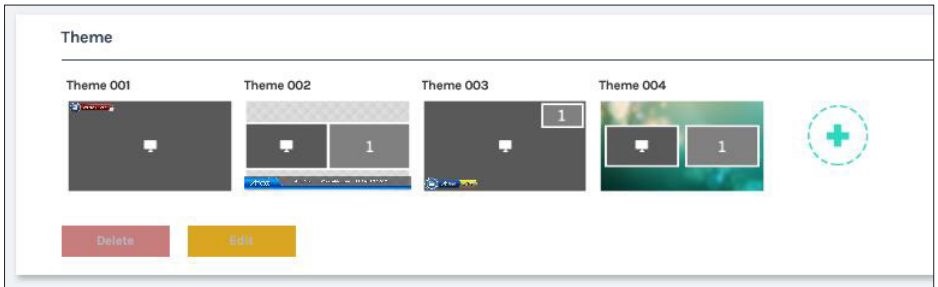 Theme
Theme 001
Theme 002
Theme 003
Theme 004
1
1
1
Delete
Edit